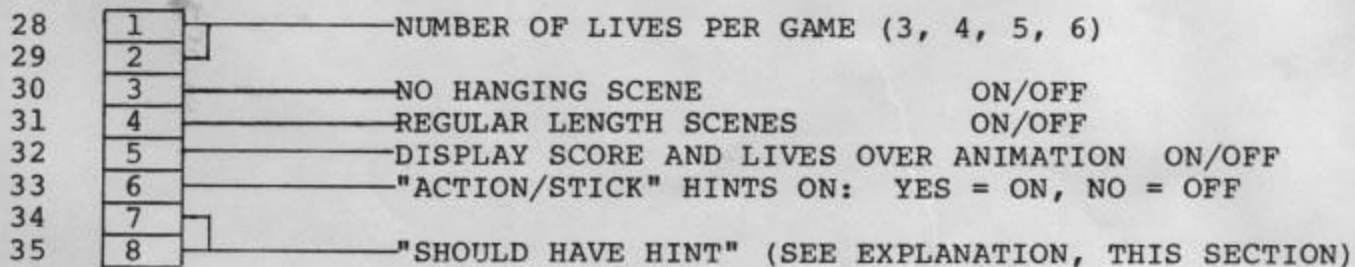 28 1 NUMBER OF LIVES PER GAME (3, 4, 5, 6)
29 2
30 3 NO HANGING SCENE ON/OFF
31 4 REGULAR LENGTH SCENES ON/OFF
32 5 DISPLAY SCORE AND LIVES OVER ANIMATION ON/OFF
33 6 "ACTION/STICK" HINTS ON: YES = ON, NO = OFF
34 7
35 8 "SHOULD HAVE HINT" (SEE EXPLANATION, THIS SECTION)